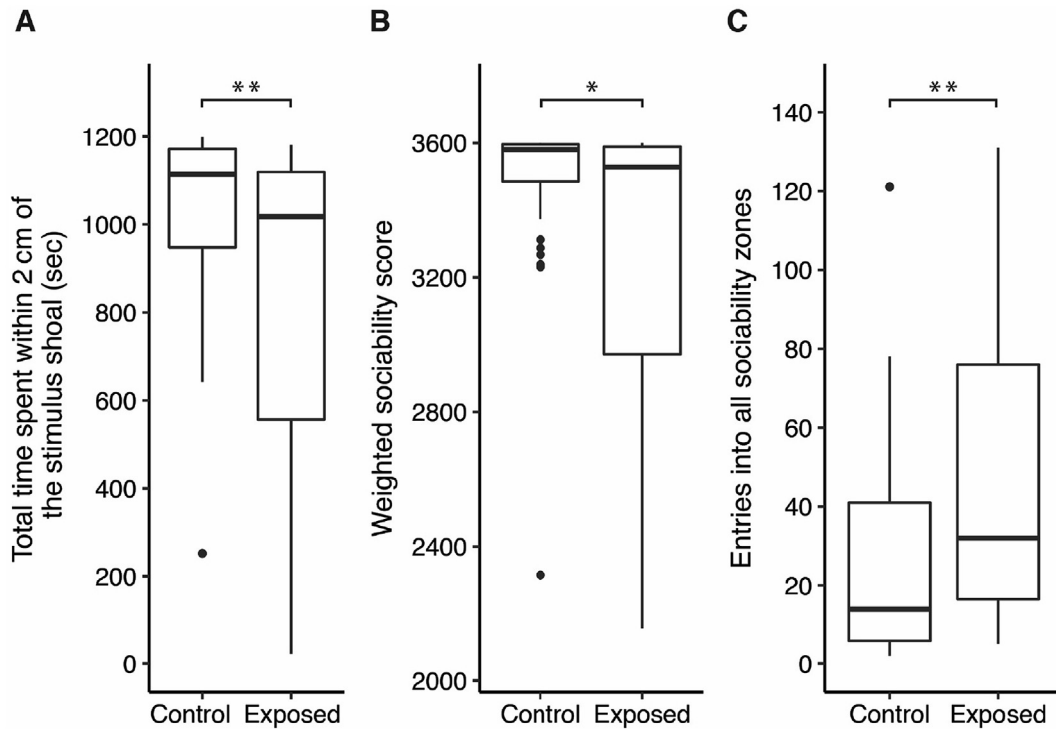 A
Total time spent within 2 cm of
the stimulus shoal (sec)
1200
1000
800
600
400
200
0
**
Control Exposed
B
Weighted sociability score
3600
3200
2800
2400
2000
*
Control Exposed
C
Entries into all sociability zones
140
120
100
80
60
40
20
0
**
Control Exposed